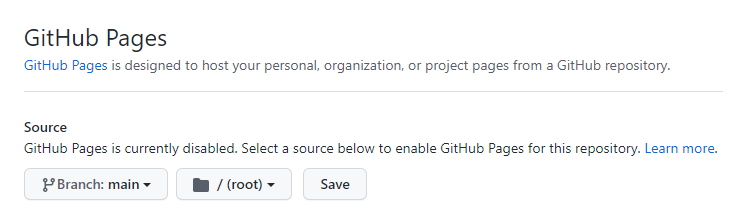 GitHub Pages
GitHub Pages is designed to host your personal, organization, or project pages from a GitHub repository.
Source
GitHub Pages is currently disabled. Select a source below to enable GitHub Pages for this repository. Learn more.
Branch: main / (root) Save